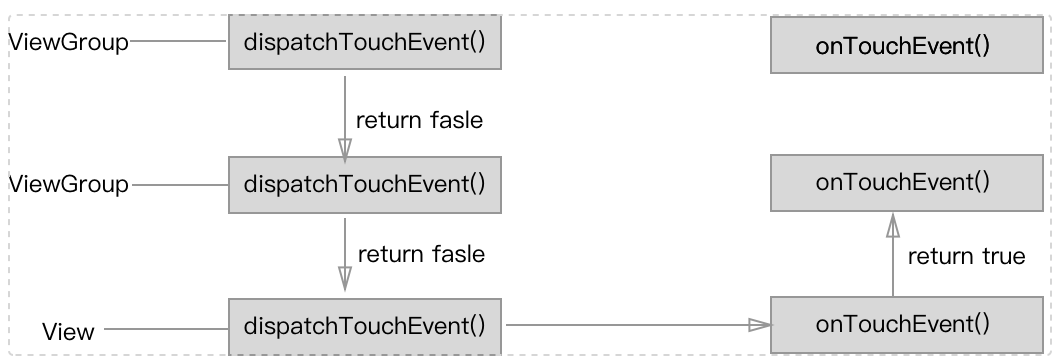 ViewGroup
dispatchTouchEvent()
onTouchEvent()
return fasle
ViewGroup
dispatchTouchEvent()
onTouchEvent()
return fasle
return true
View
dispatchTouchEvent()
onTouchEvent()